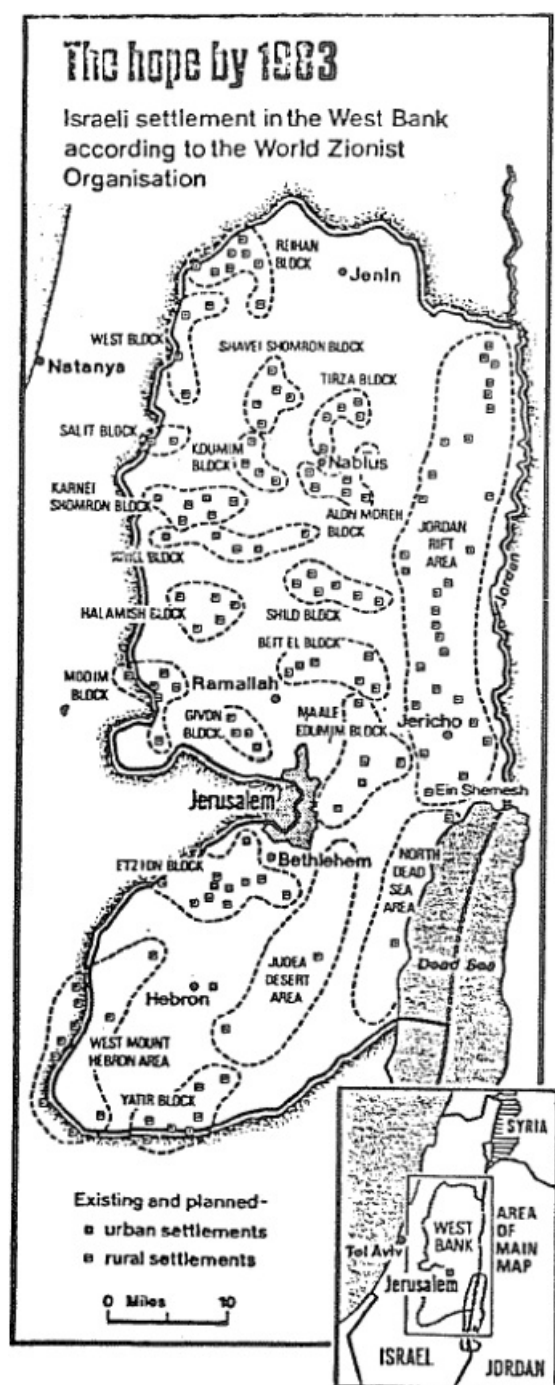 The hope by 1983
Israeli settlement in the West Bank
according to the World Zionist
Organisation
REIHAN
BLOCK
Jenin
WEST BLOCK
Natanya
SHAVEI SHOMRON BLOCK
TIRZA BLOCK
SALIT BLOCK
KDUMIM
BLOCK
Nablus
KARNEI
SHOMRON BLOCK
ALON MOREH
BLOCK
JORDAN
RIFT
AREA
Jordan
BLOCK
HALAMISH BLOCK
SHILO BLOCK
BEIT EL BLOCK
MODIM
BLOCK
Ramallah
GIVON
BLOCK
MAALE
EDUMIM BLOCK
Jericho
Jerusalem
Ein Shemesh
ETZION BLOCK
Bethlehem
NORTH
DEAD
SEA
AREA
JUDEA
DESERT
AREA
Dead Sea
Hebron
WEST MOUNT
HEBRON AREA
YATIR BLOCK
Existing and planned-
urban settlements
rural settlements
0 Miles 10
SYRIA
WEST
BANK
AREA
OF
MAIN
MAP
Tel Aviv
Jerusalem
ISRAEL
JORDAN